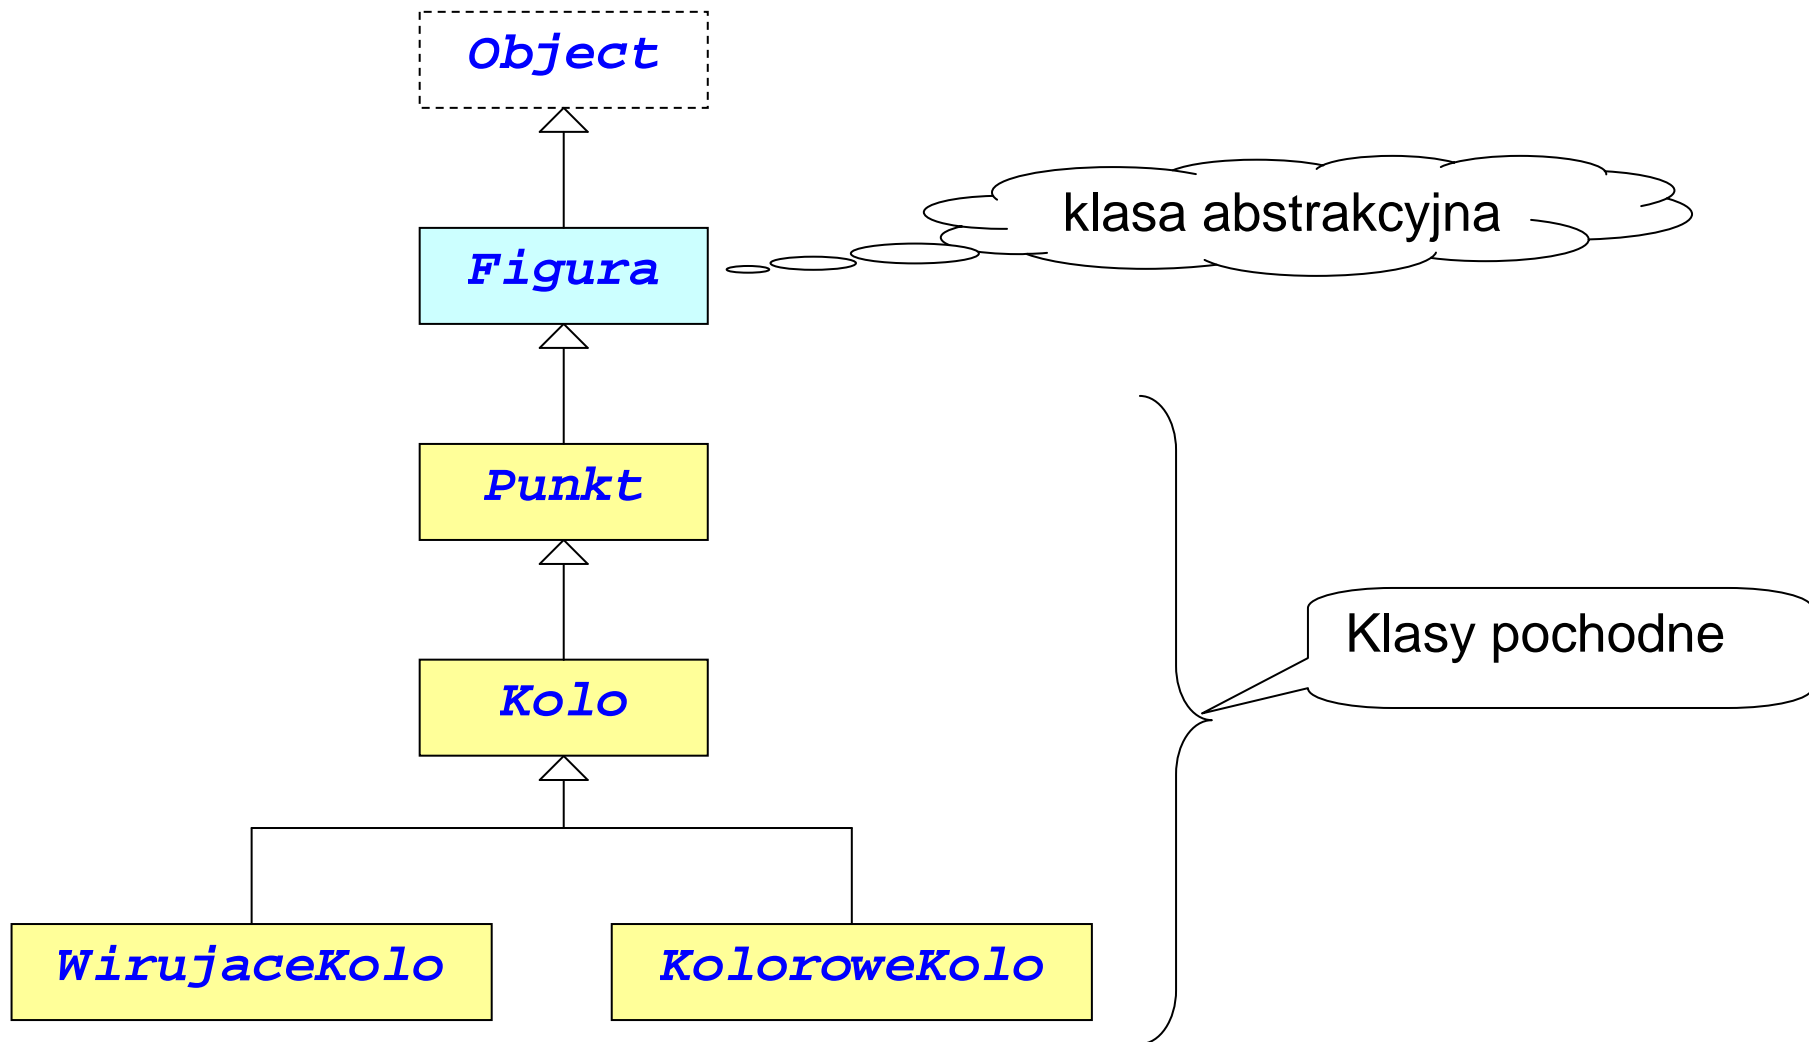 Object
klasa abstrakcyjna
Figura
Punkt
Klasy pochodne
Kolo
WirujaceKolo
KoloroweKolo